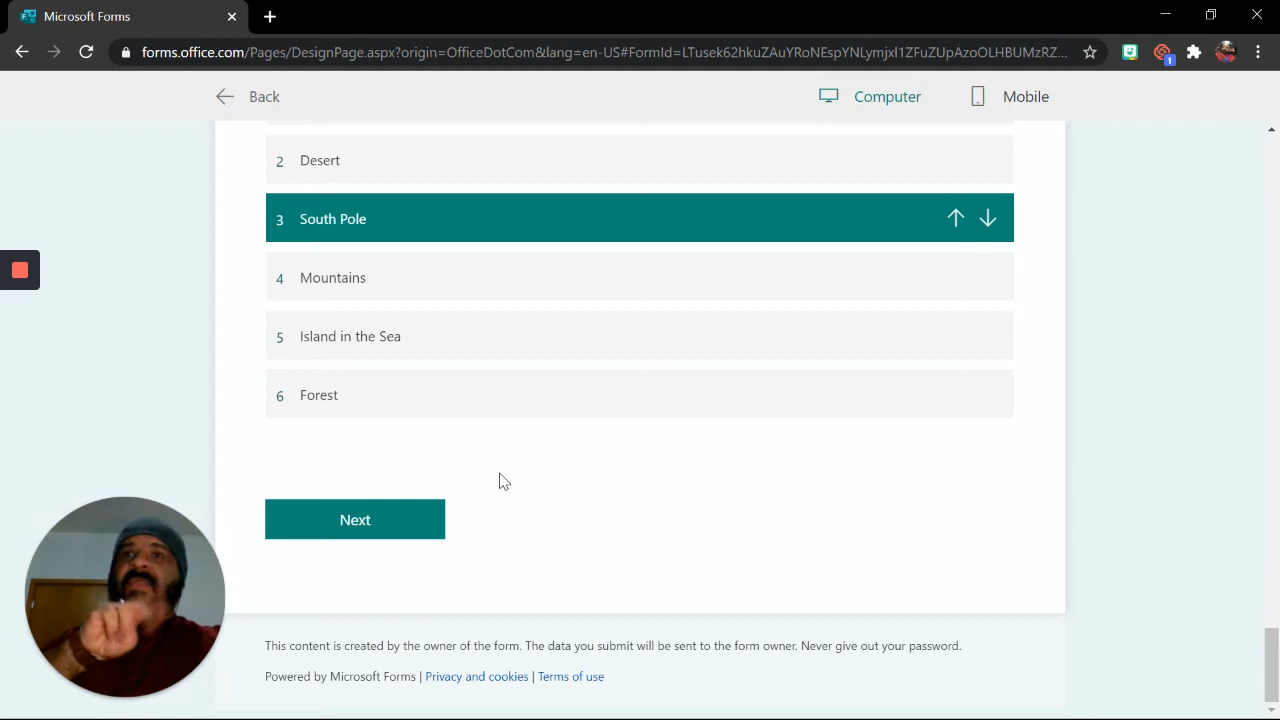 Microsoft Forms
forms.office.com/Pages/DesignPage.aspx?origin=OfficeDotCom&lang=en-US#FormId=LTusek62hkuZAuYRoNEspYNLymjxI1ZFuZUpAzoOLHBUMzRZ...
1
Back
Computer
Mobile
2 Desert
3 South Pole
4 Mountains
5 Island in the Sea
6 Forest
Next
This content is created by the owner of the form. The data you submit will be sent to the form owner. Never give out your password.
Powered by Microsoft Forms | Privacy and cookies | Terms of use